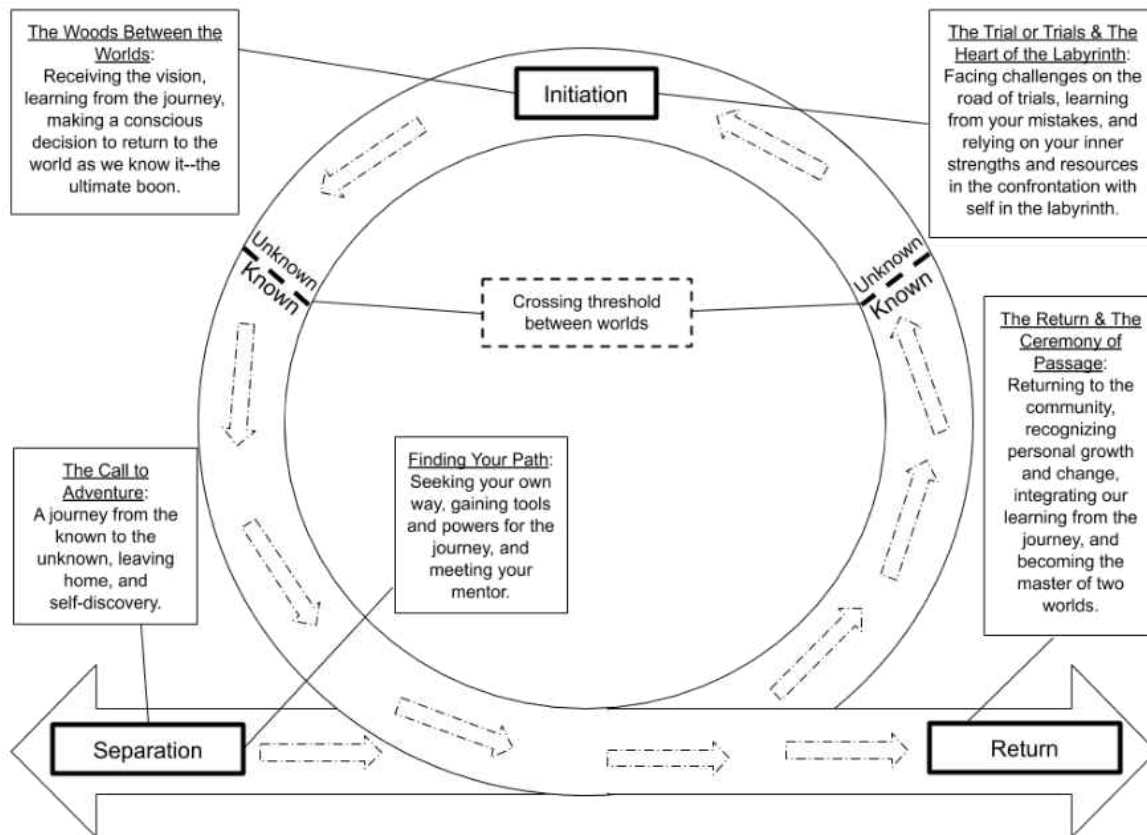 The Woods Between the
Worlds:
Receiving the vision,
learning from the journey,
making a conscious
decision to return to the
world as we know it--the
ultimate boon.
Initiation
The Trial or Trials & The
Heart of the Labyrinth:
Facing challenges on the
road of trials, learning
from your mistakes, and
relying on your inner
strengths and resources
in the confrontation with
self in the labyrinth.
Unknown
Known
Crossing threshold
between worlds
Unknown
Known
The Return & The
Ceremony of
Passage:
Returning to the
community,
recognizing
personal growth
and change,
integrating our
learning from the
journey, and
becoming the
master of two
worlds.
The Call to
Adventure:
A journey from the
known to the
unknown, leaving
home, and
self-discovery.
Finding Your Path:
Seeking your own
way, gaining tools
and powers for the
journey, and
meeting your
mentor.
Separation
Return